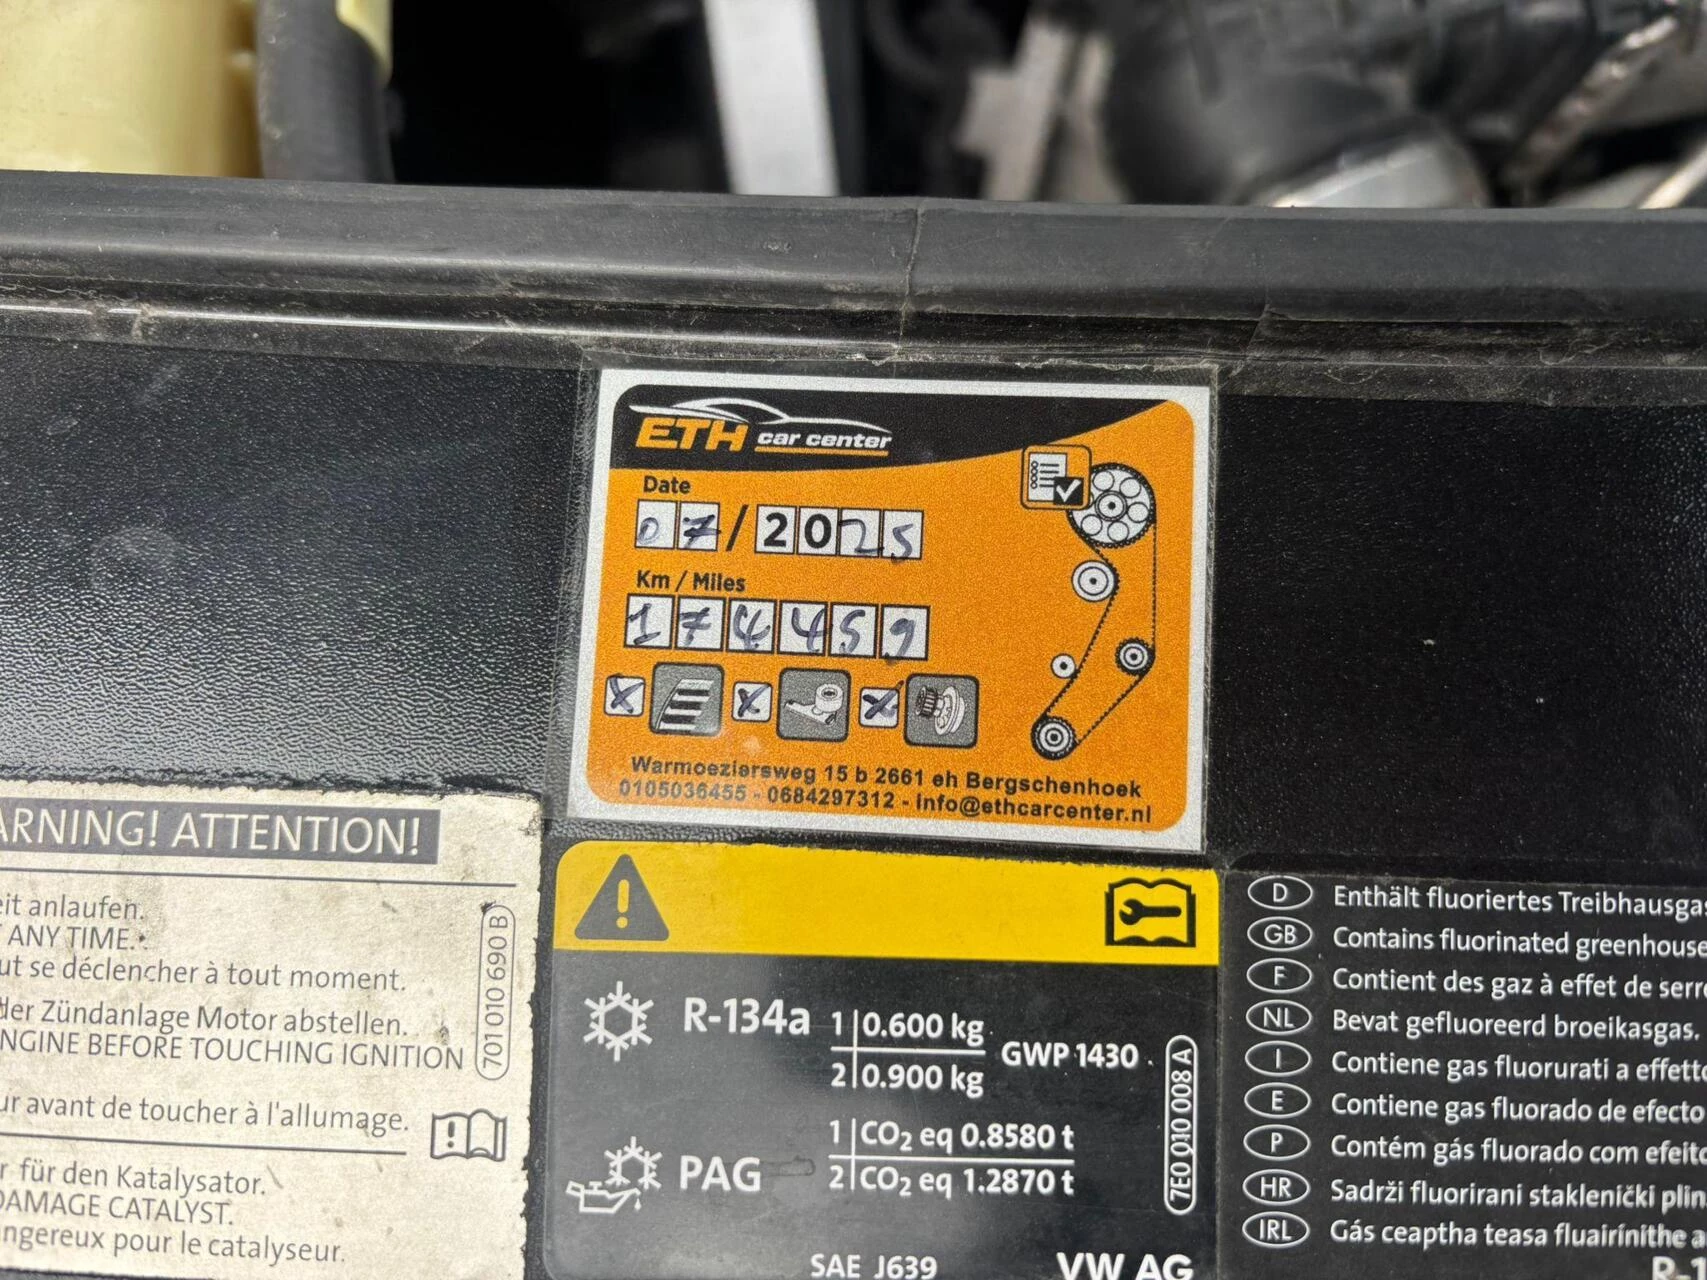 ETH car center
Date
07/2025
Km / Miles
174459
Warmoeziersweg 15 b 2661 eh Bergschenhoek
0105036455 - 0684297312 - info@ethcarcenter.nl
ARNING! ATTENTION!
eit anlaufen.
ANY TIME.
ut se déclencher à tout moment.
der Zündanlage Motor abstellen.
NGINE BEFORE TOUCHING IGNITION
ur avant de toucher à l'allumage.
r für den Katalysator.
DAMAGE CATALYST.
ngereux pour le catalyseur.
701 010 690 B
R-134a 1 0.600 kg
2 0.900 kg
GWP 1430
1 CO₂ eq 0.8580 t
PAG 2 CO₂ eq 1.2870 t
7E0 010 008 A
SAE J639 VW AG
D Enthält fluoriertes Treibhausgas
GB Contains fluorinated greenhouse
F Contient des gaz à effet de serre
NL Bevat gefluoreerd broeikasgas.
I Contiene gas fluorurati a effetto
E Contiene gas fluorado de efecto
P Contém gás fluorado com efeito
HR Sadrži fluorirani staklenički plin
IRL Gás ceaptha teasa fluairínithe a
R-1